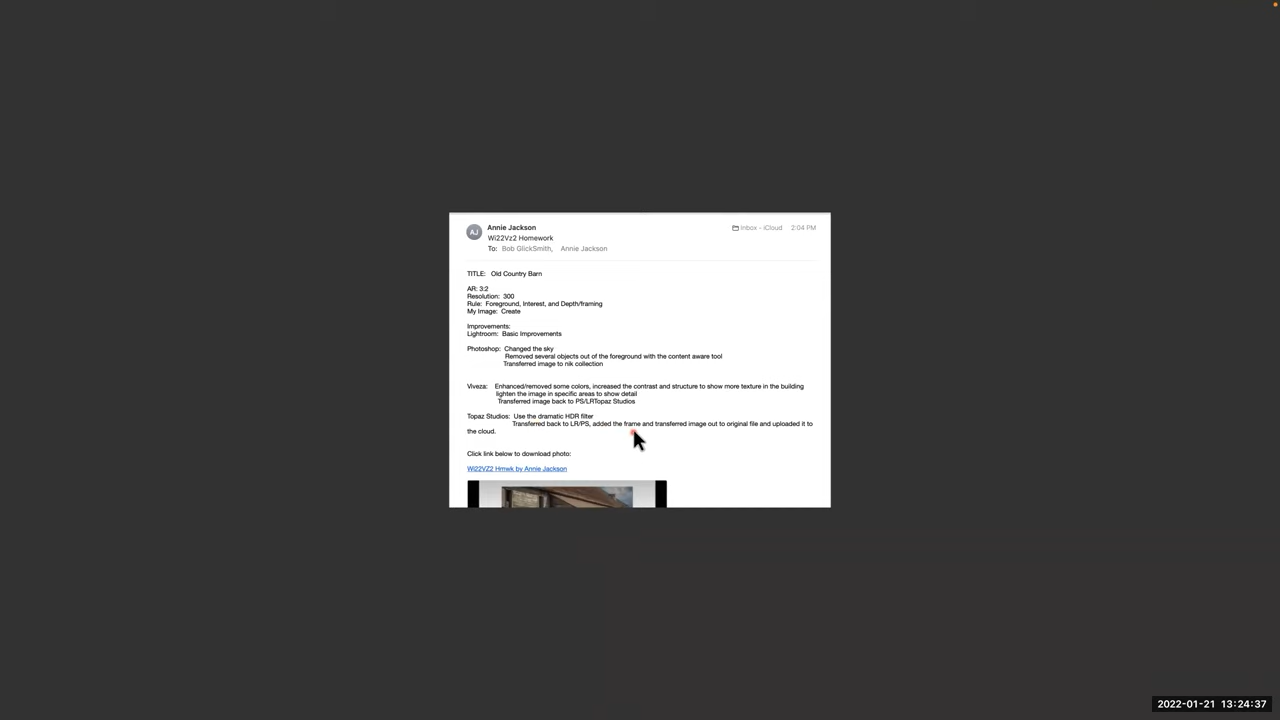 AJ
Annie Jackson
Inbox - iCloud 2:04 PM
Wi22Vz2 Homework
To: Bob GlickSmith, Annie Jackson
TITLE: Old Country Barn
AR: 3:2
Resolution: 300
Rule: Foreground, Interest, and Depth/framing
My Image: Create
Improvements:
Lightroom: Basic Improvements
Photoshop: Changed the sky
Removed several objects out of the foreground with the content aware tool
Transferred image to nik collection
Viveza: Enhanced/removed some colors, increased the contrast and structure to show more texture in the building
lighten the image in specific areas to show detail
Transferred image back to PS/LRTopaz Studios
Topaz Studios: Use the dramatic HDR filter
Transferred back to LR/PS, added the frame and transferred image out to original file and uploaded it to
the cloud.
Click link below to download photo:
Wi22VZ2 Hmwk by Annie Jackson
2022-01-21 13:24:37